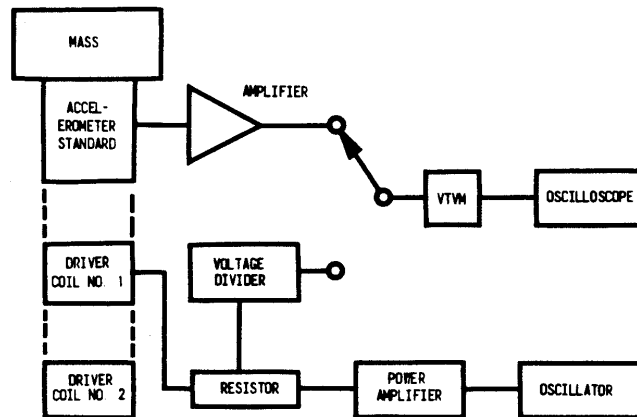 MASS
ACCEL-
EROMETER
STANDARD
AMPLIFIER
VTVM
OSCILLOSCOPE
DRIVER
COIL NO. 1
VOLTAGE
DIVIDER
DRIVER
COIL NO. 2
RESISTOR
POWER
AMPLIFIER
OSCILLATOR